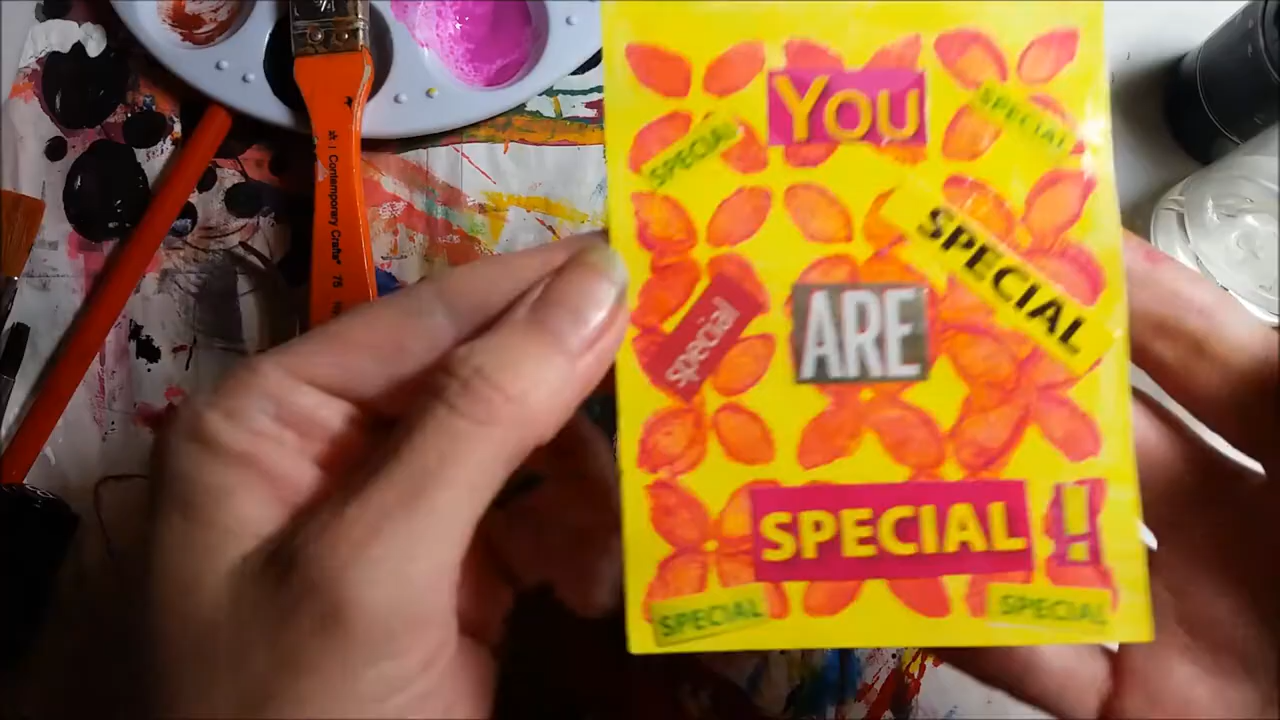 You
SPECIAL
SPECIAL
SPECIAL
special
ARE
SPECIAL !
SPECIAL
SPECIAL
Contemporary Crafts